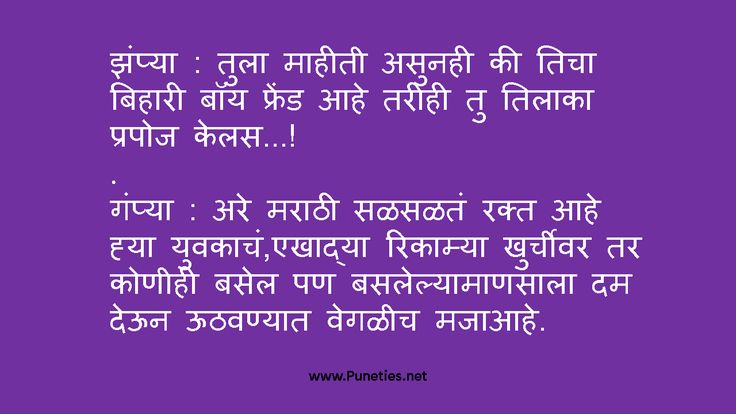 झंप्या : तुला माहीती असुनही की तिचा
बिहारी बॉय फ्रेंड आहे तरीही तु तिलाका
प्रपोज केलस...!
.
गंप्या : अरे मराठी सळसळतं रक्त आहे
ह्या युवकाचं,एखाद्या रिकाम्या खुर्चीवर तर
कोणीही बसेल पण बसलेल्यामाणसाला दम
देऊन ऊठवण्यात वेगळीच मजाआहे.
www.Puneties.net